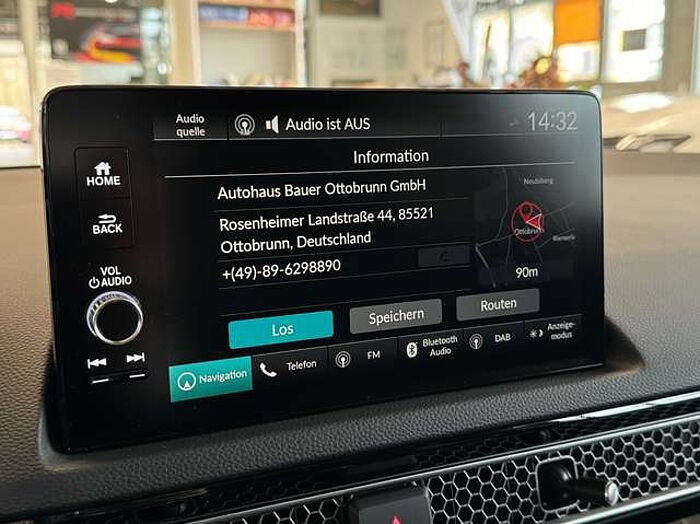 Audio
quelle
Audio ist AUS
14:32
Information
HOME
BACK
VOL
AUDIO
Autohaus Bauer Ottobrunn GmbH
Rosenheimer Landstraße 44, 85521
Ottobrunn, Deutschland
+(49)-89-6298890
Neubiberg
Ottobrunn
90m
Los
Speichern
Routen
Navigation
Telefon
FM
Bluetooth
Audio
DAB
Anzeige-
modus